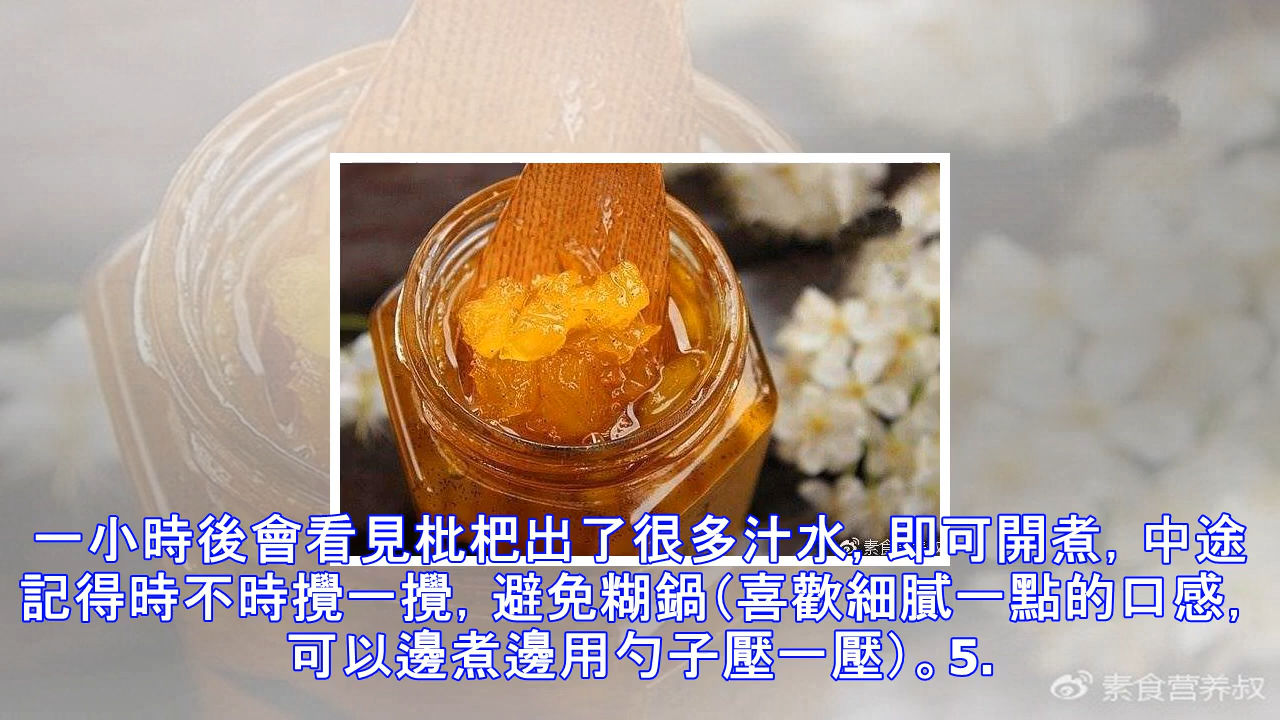 一小時後會看見枇杷出了很多汁水，即可開煮，中途
記得時不時攪一攪，避免糊鍋（喜歡細膩一點的口感，
可以邊煮邊用勺子壓一壓）。5.
素食营养叔